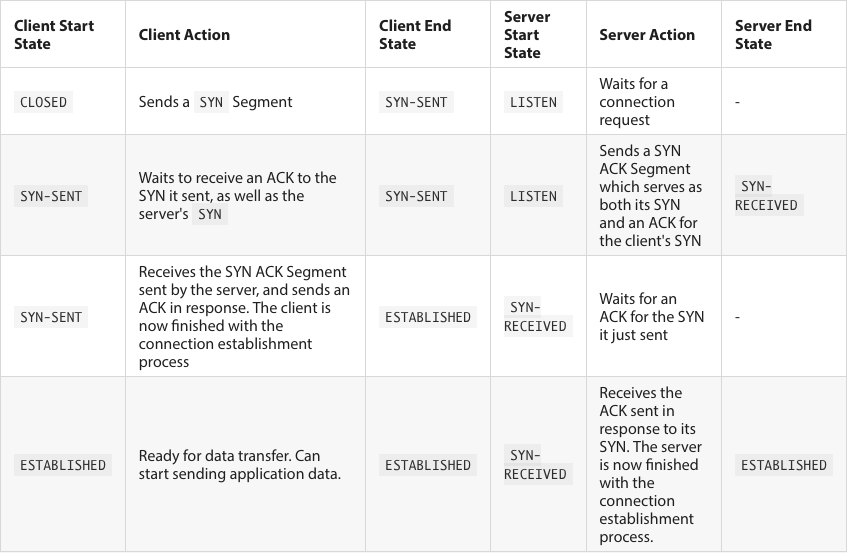 Client Start
State
Client Action
Client End
State
Server
Start
State
Server Action
Server End
State
CLOSED
Sends a SYN Segment
SYN-SENT
LISTEN
Waits for a
connection
request
-
SYN-SENT
Waits to receive an ACK to the
SYN it sent, as well as the
server's SYN
SYN-SENT
LISTEN
Sends a SYN
ACK Segment
which serves as
both its SYN
and an ACK for
the client's SYN
SYN-
RECEIVED
SYN-SENT
Receives the SYN ACK Segment
sent by the server, and sends an
ACK in response. The client is
now finished with the
connection establishment
process
ESTABLISHED
SYN-
RECEIVED
Waits for an
ACK for the SYN
it just sent
-
ESTABLISHED
Ready for data transfer. Can
start sending application data.
ESTABLISHED
SYN-
RECEIVED
Receives the
ACK sent in
response to its
SYN. The server
is now finished
with the
connection
establishment
process.
ESTABLISHED